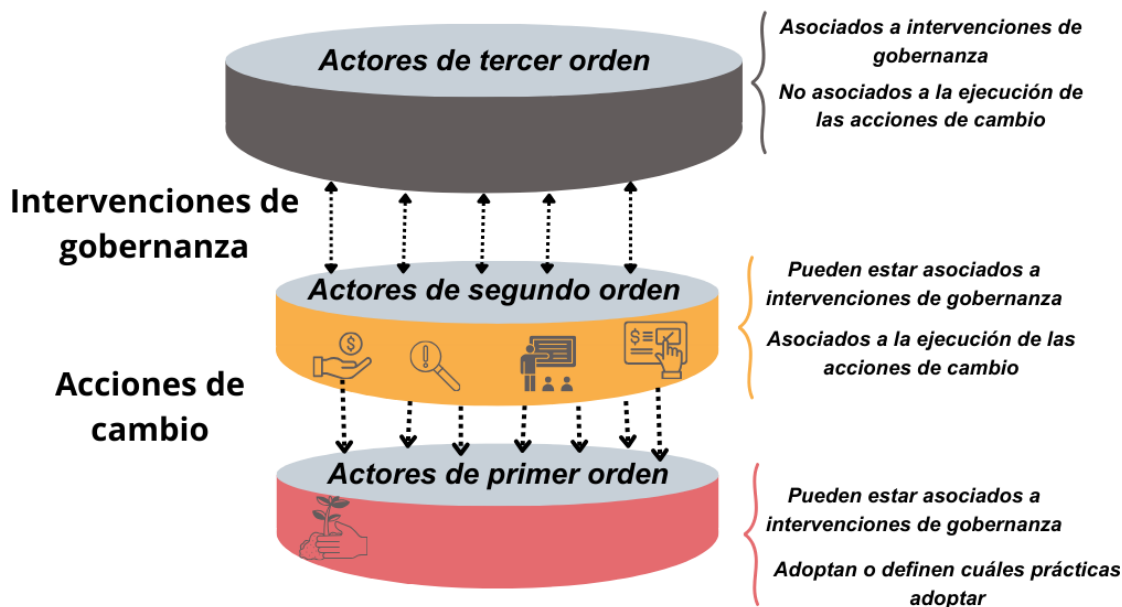 Actores de tercer orden
Asociados a intervenciones de
gobernanza
No asociados a la ejecución de
las acciones de cambio
Intervenciones de
gobernanza
Actores de segundo orden
$
$
Pueden estar asociados a
intervenciones de gobernanza
Asociados a la ejecución de las
acciones de cambio
Acciones de
cambio
Actores de primer orden
Pueden estar asociados a
intervenciones de gobernanza
Adoptan o definen cuáles prácticas
adoptar